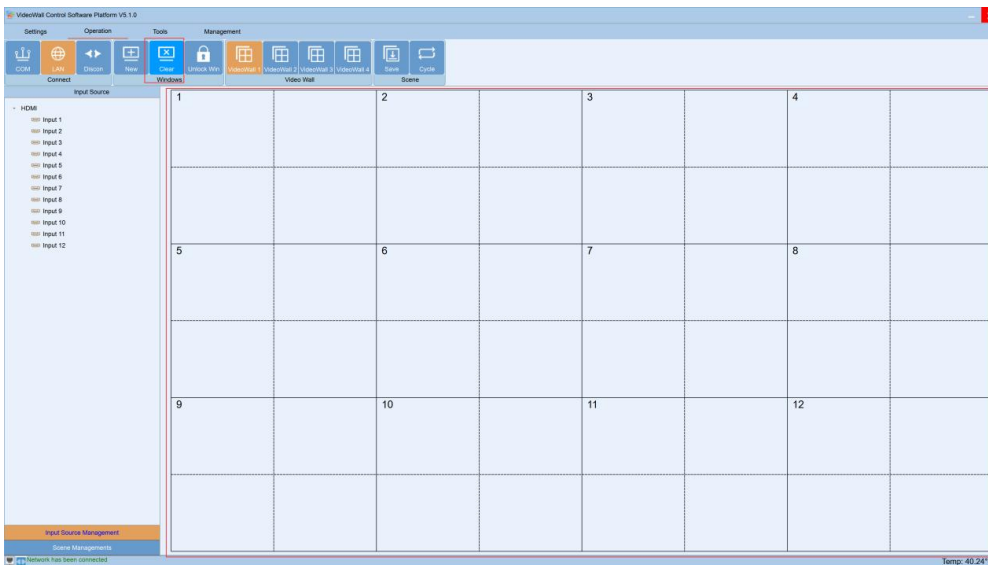 VideoWall Control Software Platform V5.1.0
Settings Operation Tools Management
COM LAN Discon New Clear Unlock Win VideoWall 1 VideoWall 2 VideoWall 3 VideoWall 4 Save Cycle
Connect Windows Video Wall Scene
Input Source
HDMI
Input 1
Input 2
Input 3
Input 4
Input 5
Input 6
Input 7
Input 8
Input 9
Input 10
Input 11
Input 12
1 2 3 4
5 6 7 8
9 10 11 12
Input Source Management
Scene Managements
Network has been connected
Temp: 40.24°